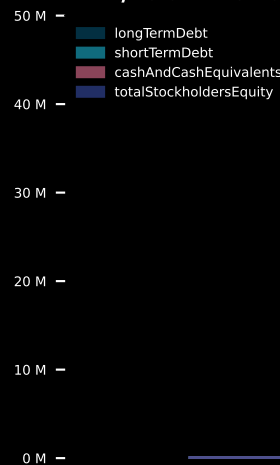 50 M
longTermDebt
shortTermDebt
cashAndCashEquivalents
totalStockholdersEquity
40 M
30 M
20 M
10 M
0 M